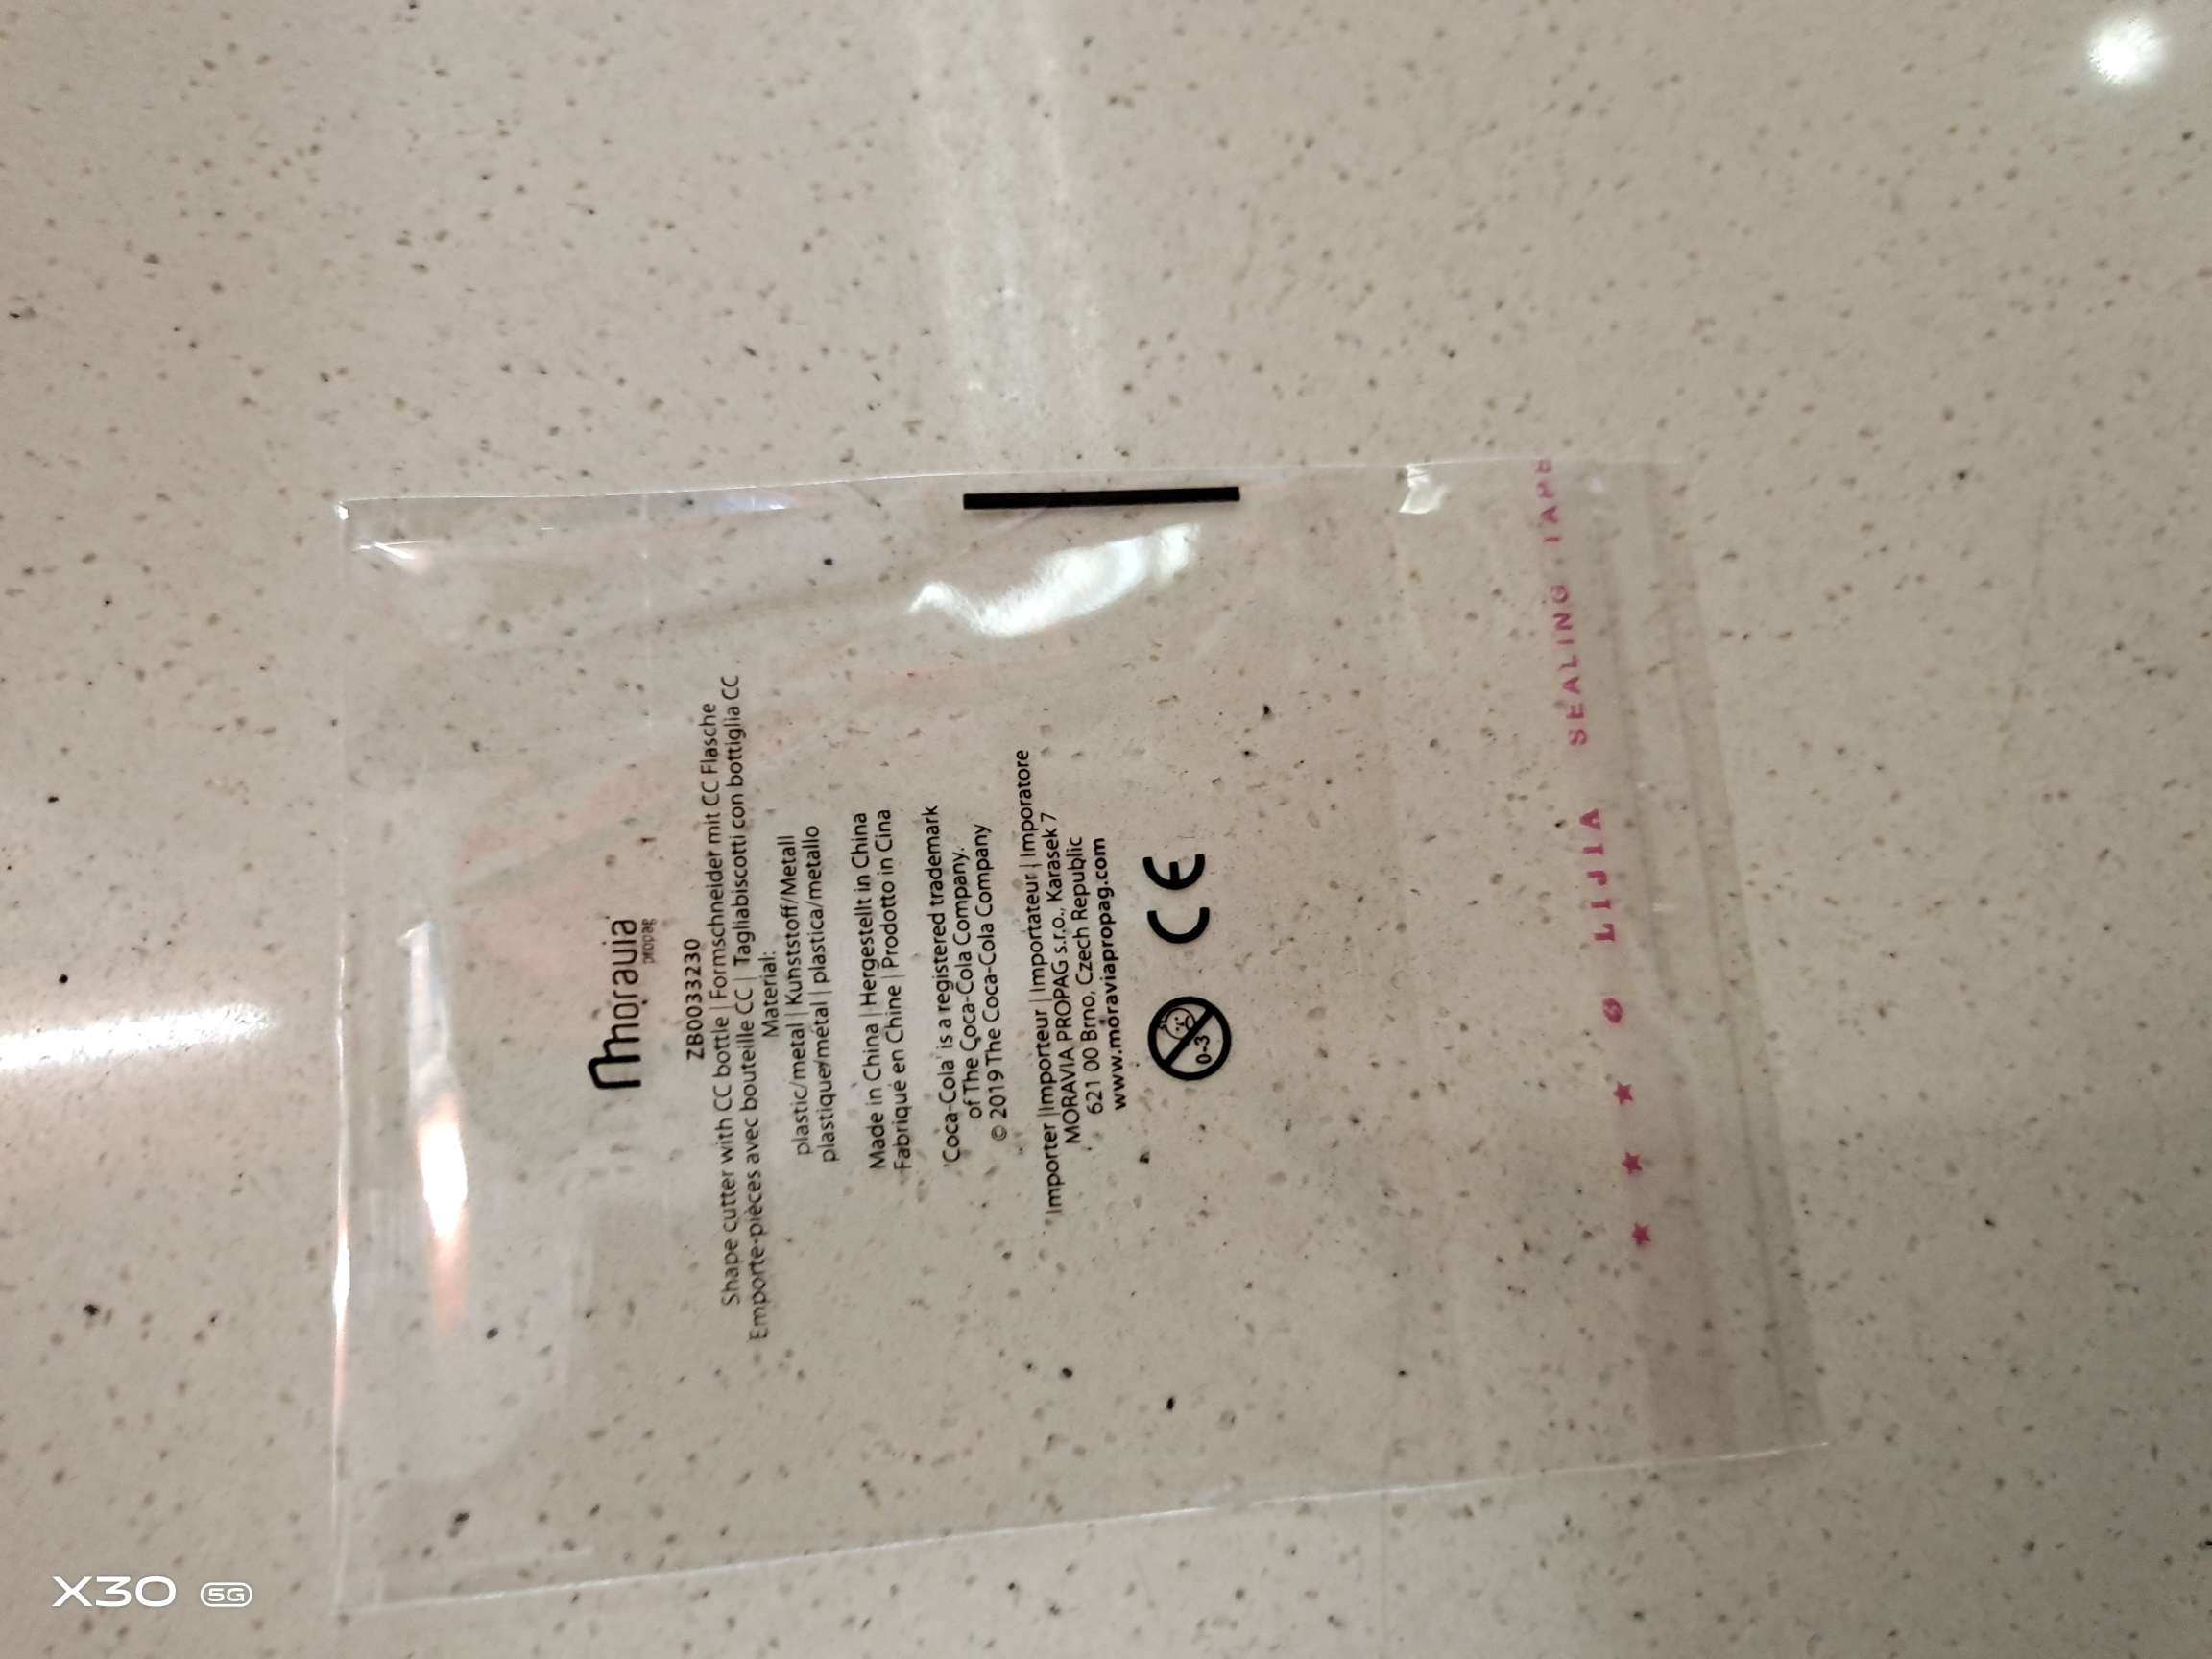 moravia
propag
ZB0033230
Shape cutter with CC bottle | Formschneider mit CC Flasche
Emporte-pièces avec bouteille CC | Tagliabiscotti con bottiglia CC
Material:
plastic/metal | Kunststoff/Metall
plastique/métal | plastica/metallo
Made in China | Hergestellt in China
Fabriqué en Chine | Prodotto in Cina
'Coca-Cola' is a registered trademark
of The Coca-Cola Company.
© 2019 The Coca-Cola Company
Importer | Importeur | Importateur | Imporatore
MORAVIA PROPAG s.r.o., Karasek 7
621 00 Brno, Czech Republic
www.moraviapropag.com
0-3 CE
LIJIA SEALING TAPE
X30 5G